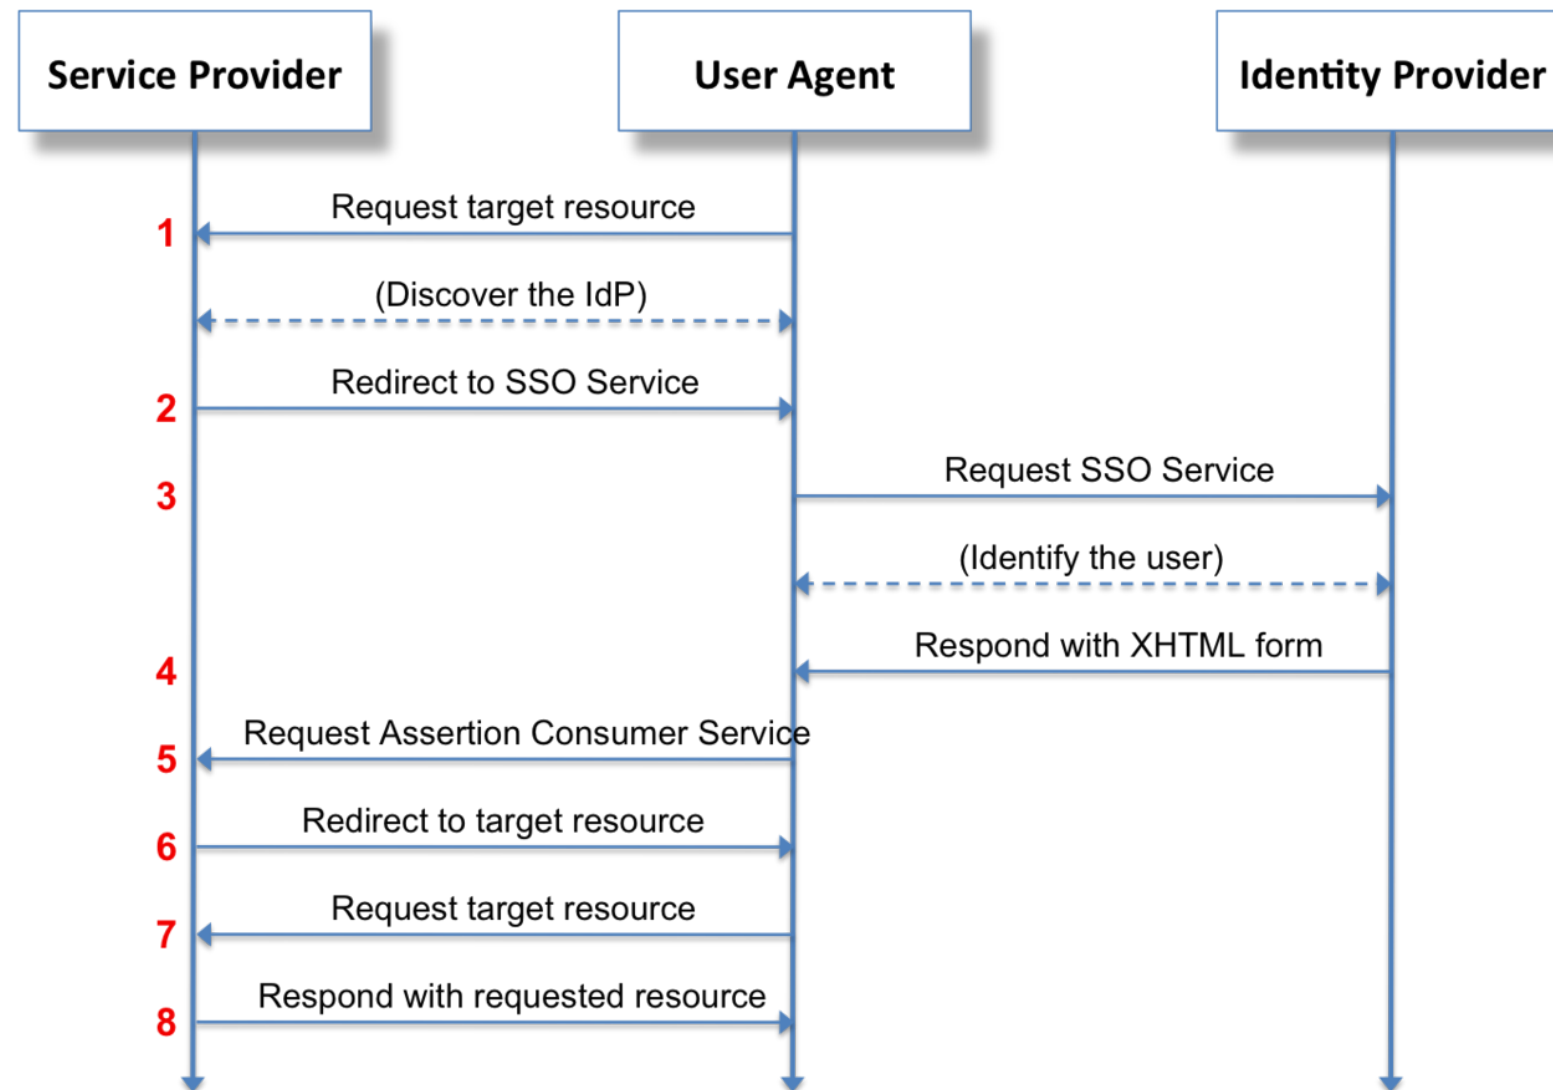 Service Provider
User Agent
Identity Provider
Request target resource
1
(Discover the IdP)
Redirect to SSO Service
2
Request SSO Service
3
(Identify the user)
Respond with XHTML form
4
Request Assertion Consumer Service
5
Redirect to target resource
6
Request target resource
7
Respond with requested resource
8